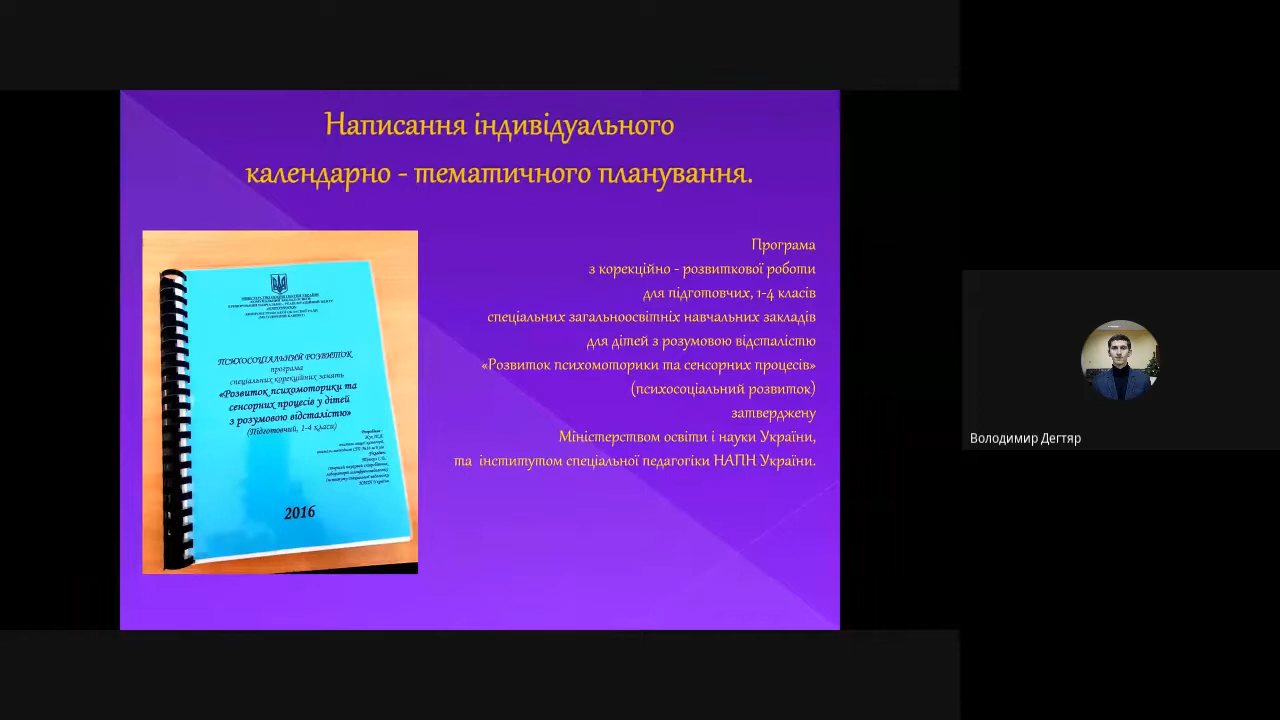 Написання індивідуального
календарно - тематичного планування.
ПСИХОСОЦІАЛЬНИЙ РОЗВИТОК
програма
спеціальних корекційних занять
«Розвиток психомоторики та
сенсорних процесів у дітей
з розумовою відсталістю»
(Підготовчий, 1-4 класи)
2016
Програма
з корекційно - розвиткової роботи
для підготовчих, 1-4 класів
спеціальних загальноосвітніх навчальних закладів
для дітей з розумовою відсталістю
«Розвиток психомоторики та сенсорних процесів»
(психосоціальний розвиток)
затверджену
Міністерством освіти і науки України,
та інститутом спеціальної педагогіки НАПН України.
Володимир Дегтяр